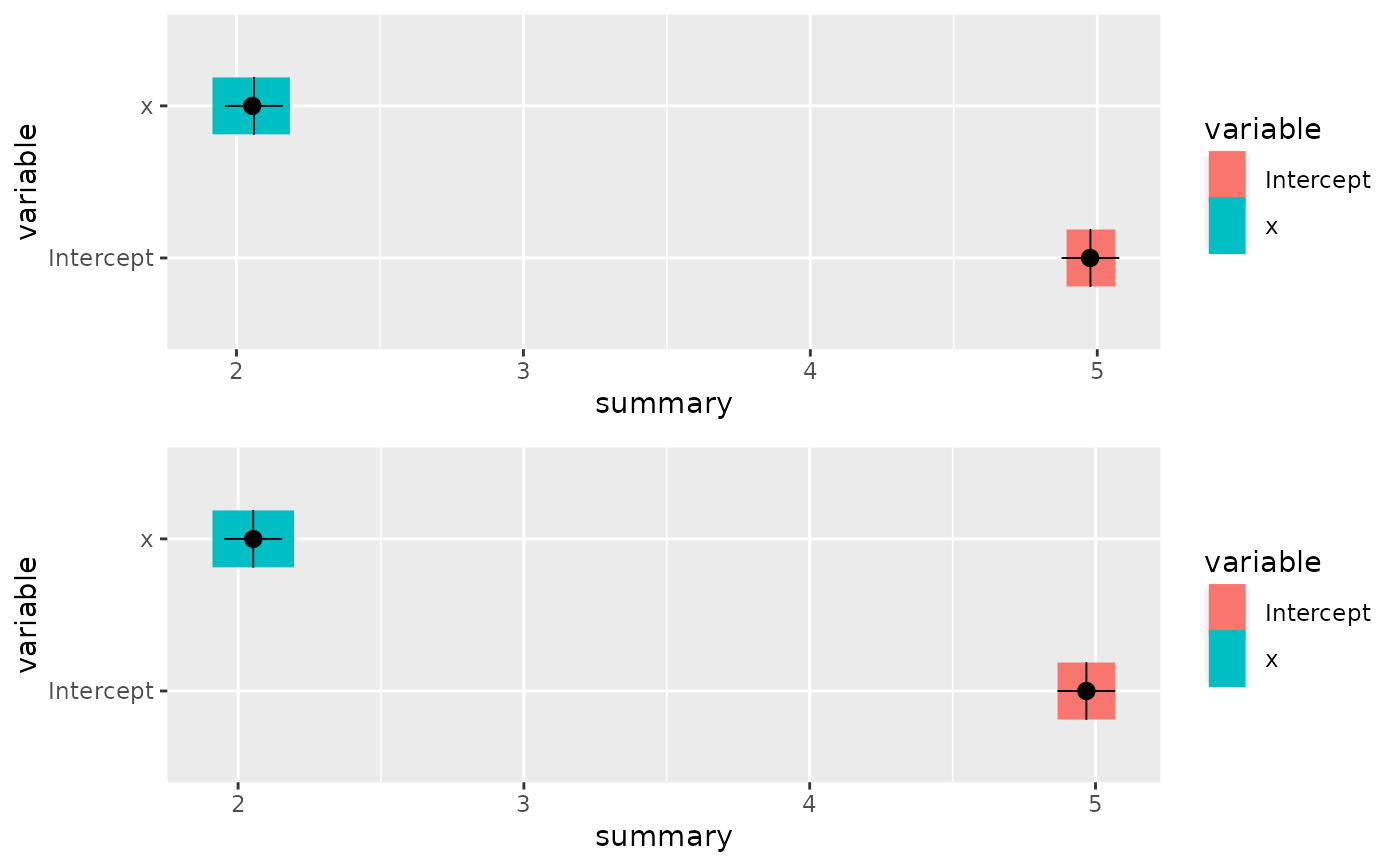 variable
x
Intercept
2 3 4 5
summary
variable
Intercept
x
variable
x
Intercept
2 3 4 5
summary
variable
Intercept
x